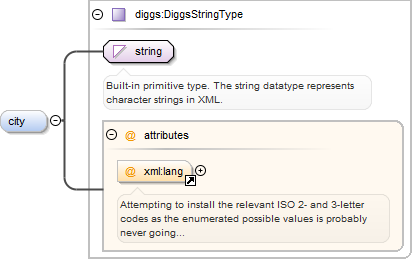 diggs:DiggsStringType
string
Built-in primitive type. The string datatype represents
character strings in XML.
city
@ attributes
@ xml:lang
Attempting to install the relevant ISO 2- and 3-letter
codes as the enumerated possible values is probably
never going...